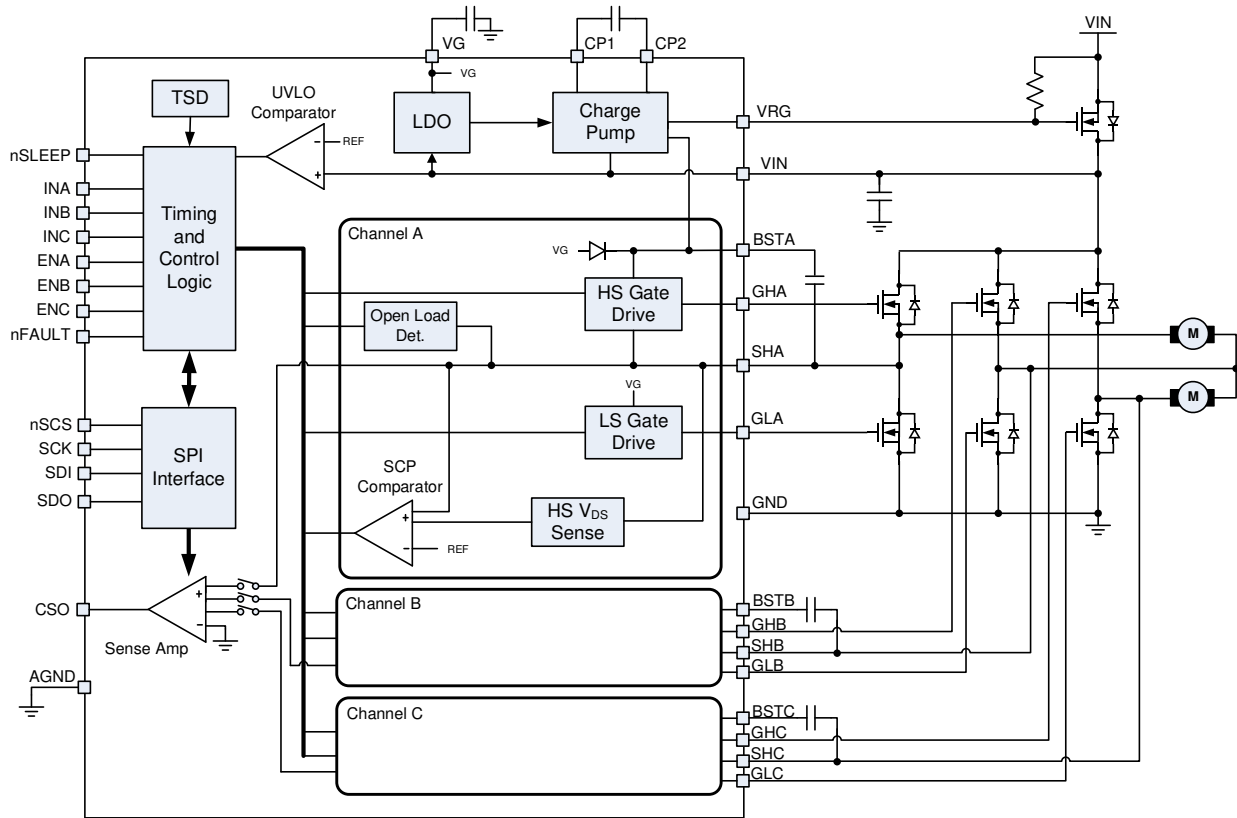 VG
CP1
CP2
VIN
VG
TSD
UVLO
Comparator
REF
LDO
Charge
Pump
VRG
VIN
nSLEEP
INA
INB
INC
ENA
ENB
ENC
nFAULT
Timing
and
Control
Logic
Channel A
VG
BSTA
HS Gate
Drive
GHA
Open Load
Det.
SHA
M
M
VG
LS Gate
Drive
GLA
nSCS
SCK
SDI
SDO
SPI
Interface
SCP
Comparator
REF
HS VDS
Sense
GND
CSO
Sense Amp
AGND
Channel B
BSTB
GHB
SHB
GLB
Channel C
BSTC
GHC
SHC
GLC